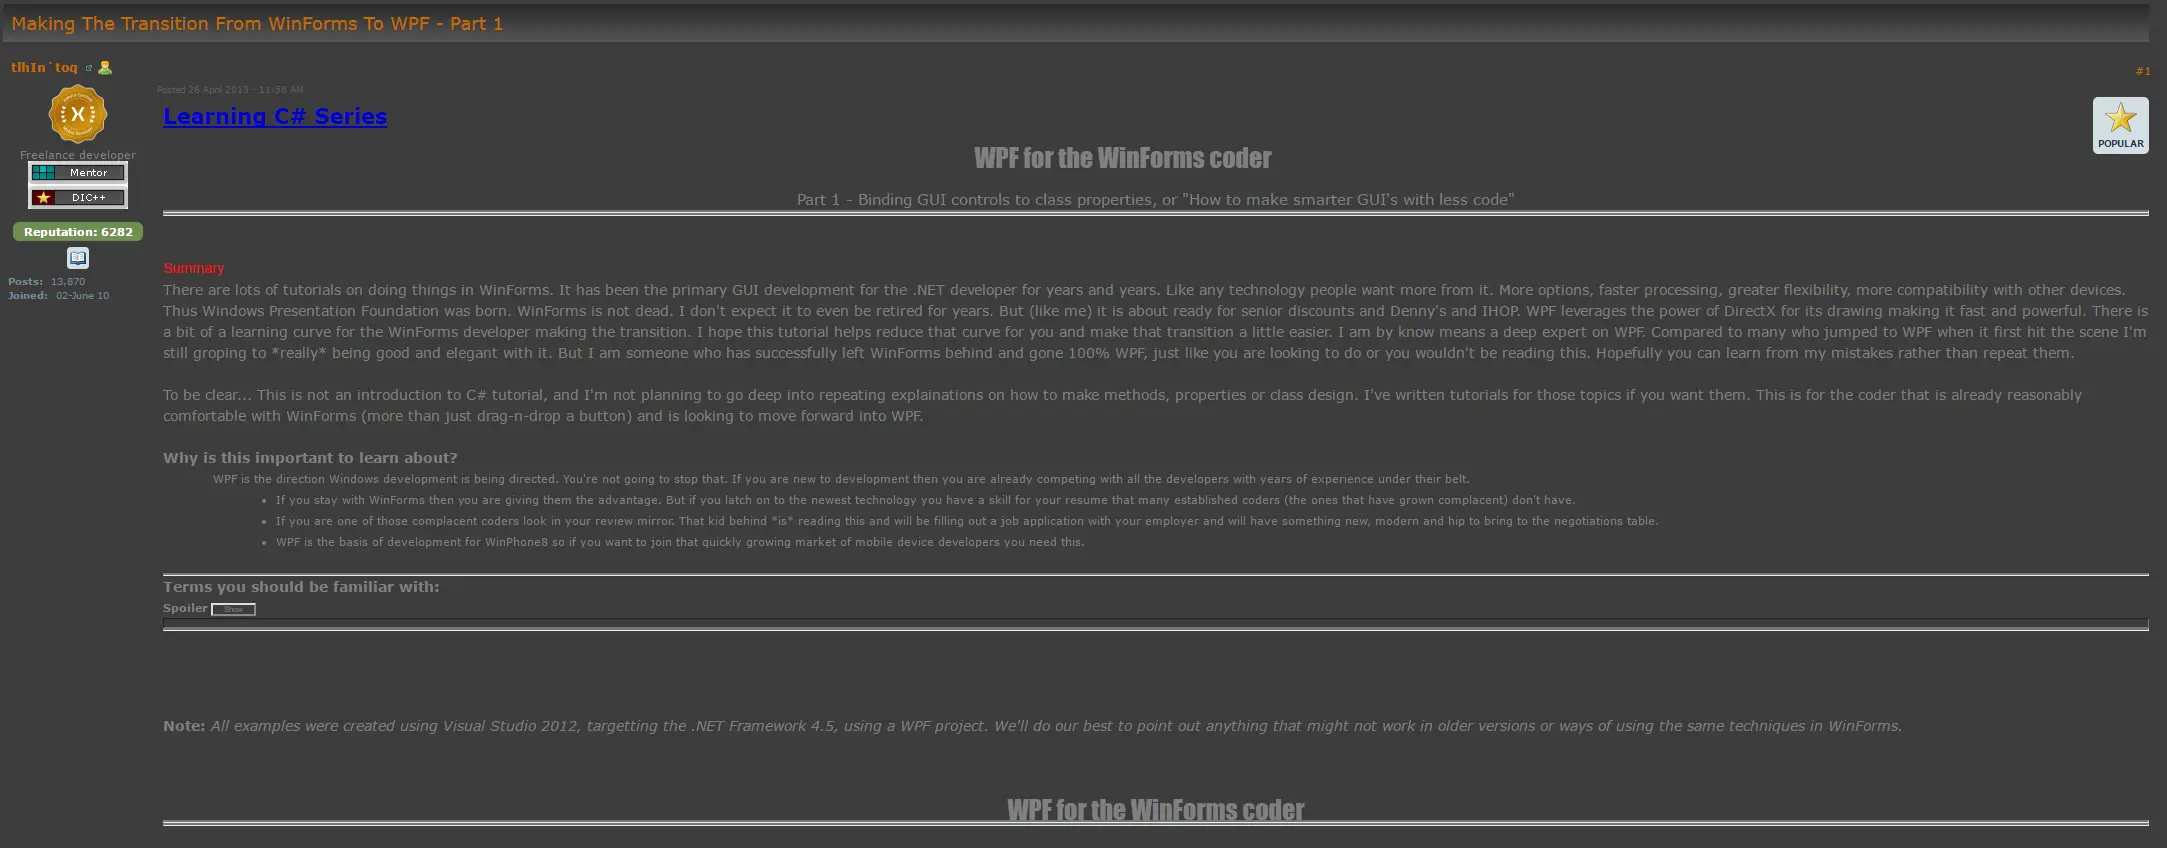 Making The Transition From WinForms To WPF - Part 1
tlhIn`toq
#1
Posted 26 April 2013 - 11:58 AM
Learning C# Series
X
POPULAR
WPF for the WinForms coder
Freelance developer
Mentor
DIC++
Part 1 - Binding GUI controls to class properties, or "How to make smarter GUI's with less code"
Reputation: 6282
Posts: 13,870
Joined: 02-June 10
Summary
There are lots of tutorials on doing things in WinForms. It has been the primary GUI development for the .NET developer for years and years. Like any technology people want more from it. More options, faster processing, greater flexibility, more compatibility with other devices.
Thus Windows Presentation Foundation was born. WinForms is not dead. I don't expect it to even be retired for years. But (like me) it is about ready for senior discounts and Denny's and IHOP. WPF leverages the power of DirectX for its drawing making it fast and powerful. There is
a bit of a learning curve for the WinForms developer making the transition. I hope this tutorial helps reduce that curve for you and make that transition a little easier. I am by know means a deep expert on WPF. Compared to many who jumped to WPF when it first hit the scene I'm
still groping to *really* being good and elegant with it. But I am someone who has successfully left WinForms behind and gone 100% WPF, just like you are looking to do or you wouldn't be reading this. Hopefully you can learn from my mistakes rather than repeat them.
To be clear... This is not an introduction to C# tutorial, and I'm not planning to go deep into repeating explainations on how to make methods, properties or class design. I've written tutorials for those topics if you want them. This is for the coder that is already reasonably
comfortable with WinForms (more than just drag-n-drop a button) and is looking to move forward into WPF.
Why is this important to learn about?
WPF is the direction Windows development is being directed. You're not going to stop that. If you are new to development then you are already competing with all the developers with years of experience under their belt.
• If you stay with WinForms then you are giving them the advantage. But if you latch on to the newest technology you have a skill for your resume that many established coders (the ones that have grown complacent) don't have.
• If you are one of those complacent coders look in your review mirror. That kid behind *is* reading this and will be filling out a job application with your employer and will have something new, modern and hip to bring to the negotiations table.
• WPF is the basis of development for WinPhone8 so if you want to join that quickly growing market of mobile device developers you need this.
Terms you should be familiar with:
Spoiler Show
Note: All examples were created using Visual Studio 2012, targetting the .NET Framework 4.5, using a WPF project. We'll do our best to point out anything that might not work in older versions or ways of using the same techniques in WinForms.
WPF for the WinForms coder